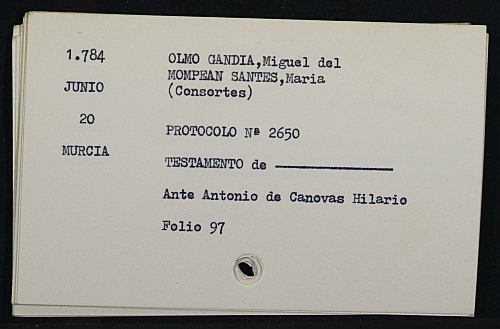 1.784
JUNIO
20
MURCIA
OLMO GANDIA,Miguel del
MOMPEAN SANTES,Maria
(Consortes)
PROTOCOLO Nº 2650
TESTAMENTO de
Ante Antonio de Canovas Hilario
Folio 97